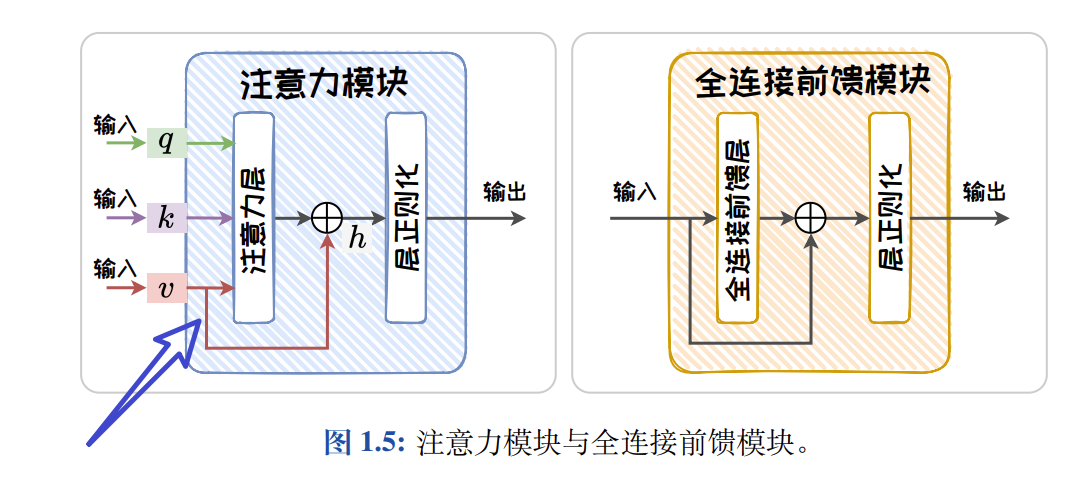 注意力模块
输入
q
输入
k
输入
v
注意力层
h
层正则化
输出
全连接前馈模块
输入
全连接前馈层
层正则化
输出
图 1.5: 注意力模块与全连接前馈模块。